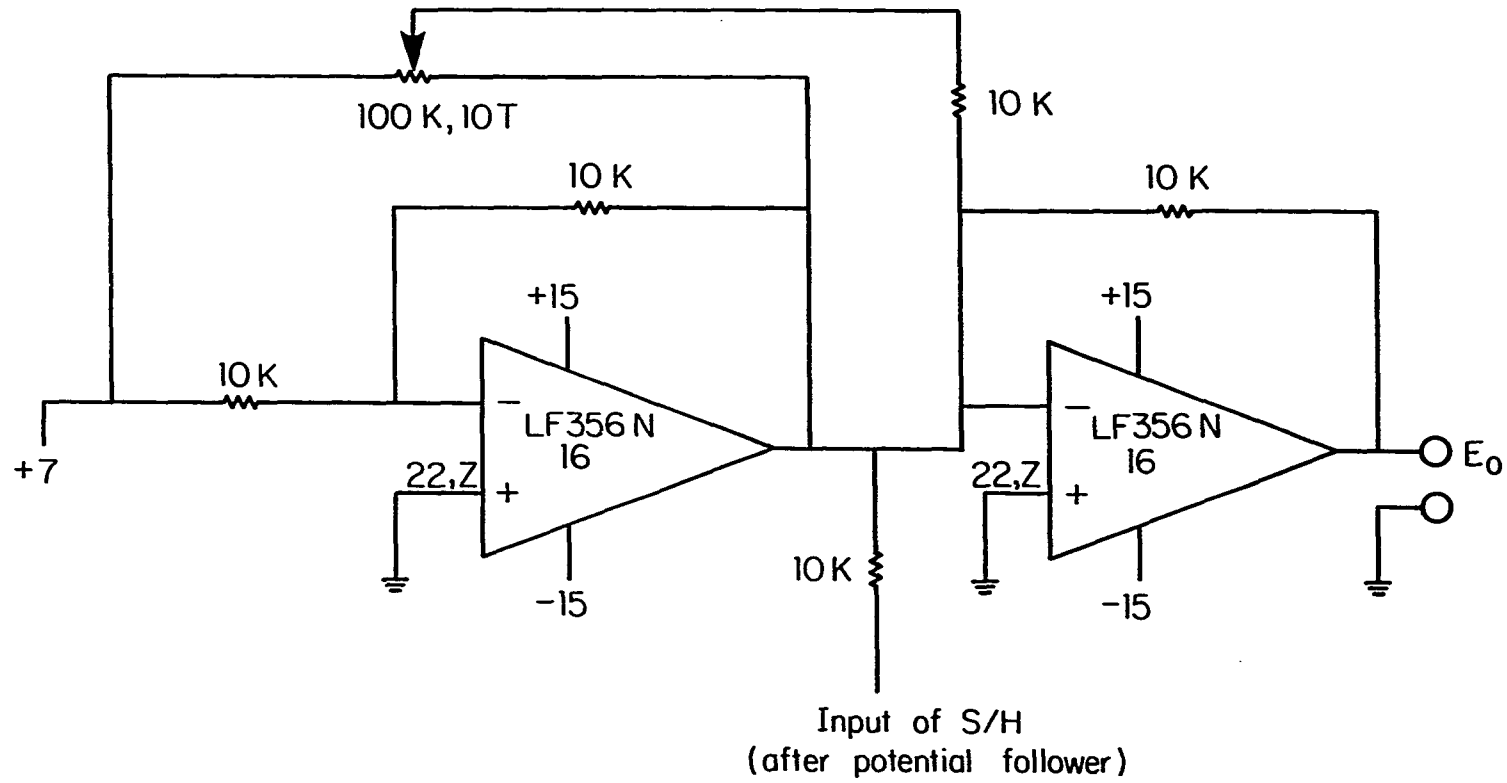 10 K
100 K, 10T
10 K
10 K
+15
+15
10 K
LF356 N
16
LF356 N
16
+7
22,Z
22,Z
E₀
-
+
-
+
10 K
-15
-15
Input of S/H
(after potential follower)